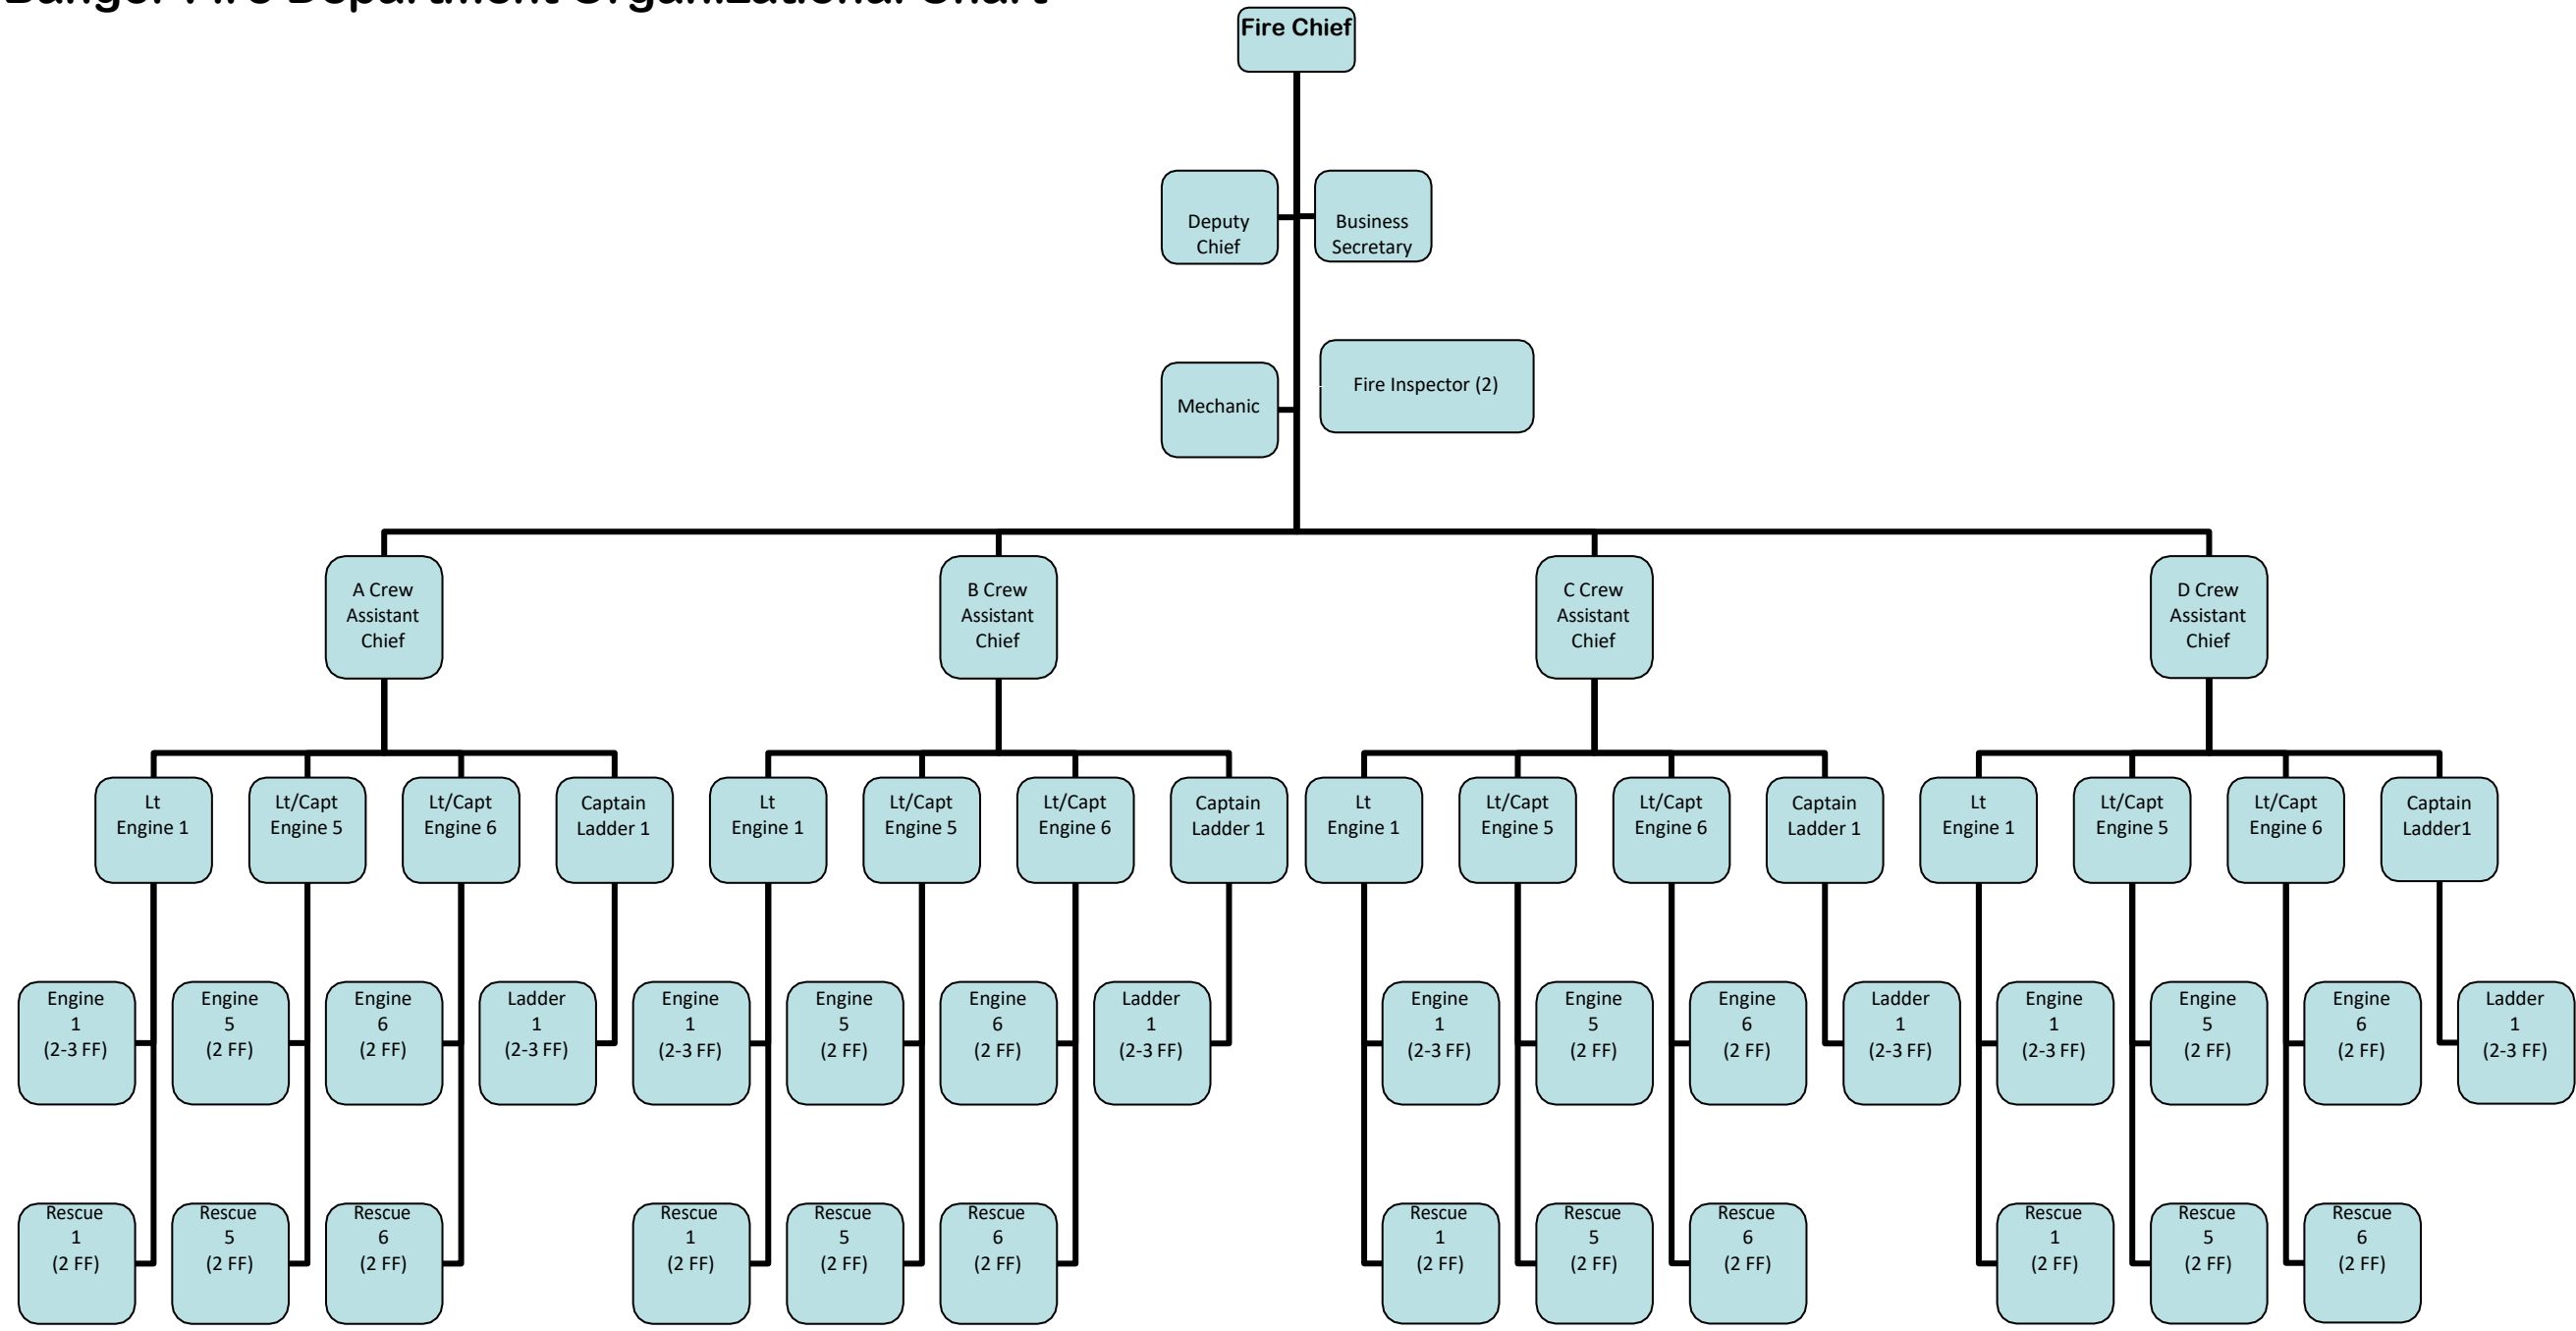 Bangor Fire Department Organizational Chart
Fire Chief
Deputy
Chief
Business
Secretary
Fire Inspector (2)
Mechanic
A Crew
Assistant
Chief
B Crew
Assistant
Chief
C Crew
Assistant
Chief
D Crew
Assistant
Chief
Lt
Engine 1
Lt/Capt
Engine 5
Lt/Capt
Engine 6
Captain
Ladder 1
Lt
Engine 1
Lt/Capt
Engine 5
Lt/Capt
Engine 6
Captain
Ladder 1
Lt
Engine 1
Lt/Capt
Engine 5
Lt/Capt
Engine 6
Captain
Ladder 1
Lt
Engine 1
Lt/Capt
Engine 5
Lt/Capt
Engine 6
Captain
Ladder1
Engine
1
(2-3 FF)
Engine
5
(2 FF)
Engine
6
(2 FF)
Ladder
1
(2-3 FF)
Engine
1
(2-3 FF)
Engine
5
(2 FF)
Engine
6
(2 FF)
Ladder
1
(2-3 FF)
Engine
1
(2-3 FF)
Engine
5
(2 FF)
Engine
6
(2 FF)
Ladder
1
(2-3 FF)
Engine
1
(2-3 FF)
Engine
5
(2 FF)
Engine
6
(2 FF)
Ladder
1
(2-3 FF)
Rescue
1
(2 FF)
Rescue
5
(2 FF)
Rescue
6
(2 FF)
Rescue
1
(2 FF)
Rescue
5
(2 FF)
Rescue
6
(2 FF)
Rescue
1
(2 FF)
Rescue
5
(2 FF)
Rescue
6
(2 FF)
Rescue
1
(2 FF)
Rescue
5
(2 FF)
Rescue
6
(2 FF)